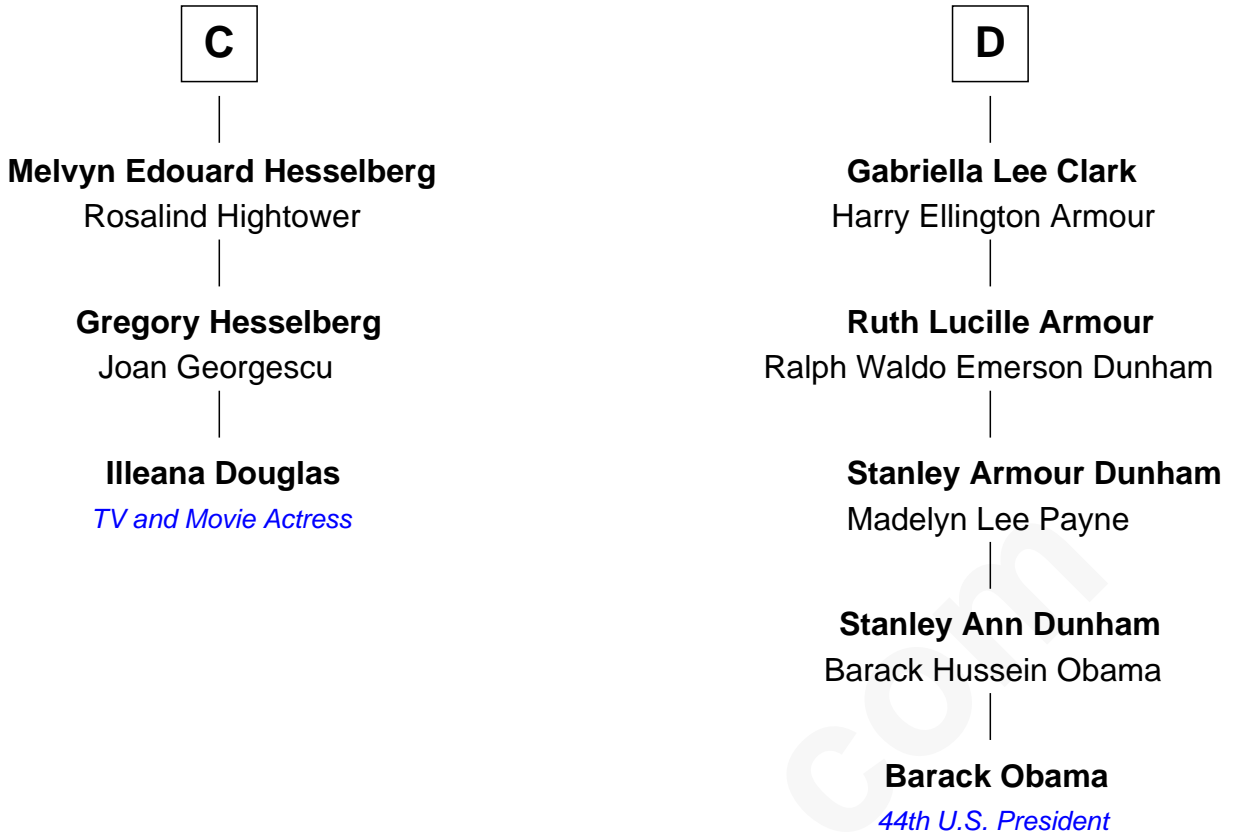 C
Melvyn Edouard Hesselberg
Rosalind Hightower
Gregory Hesselberg
Joan Georgescu
Illeana Douglas
TV and Movie Actress
D
Gabriella Lee Clark
Harry Ellington Armour
Ruth Lucille Armour
Ralph Waldo Emerson Dunham
Stanley Armour Dunham
Madelyn Lee Payne
Stanley Ann Dunham
Barack Hussein Obama
Barack Obama
44th U.S. President
com